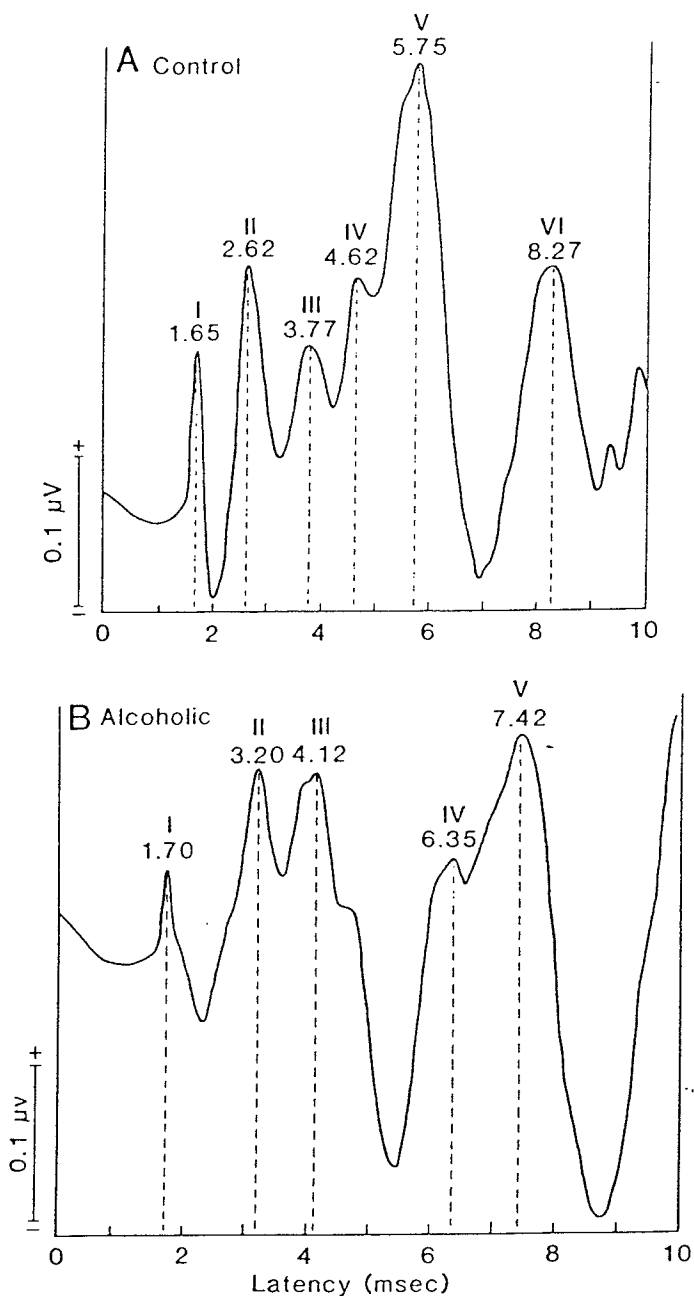 A Control
V
5.75
II
2.62
IV
4.62
VI
8.27
I
1.65
III
3.77
+
0.1 μV
−
0 2 4 6 8 10
B Alcoholic
V
7.42
II III
3.20 4.12
IV
6.35
I
1.70
+
0.1 μv
−
0 2 4 6 8 10
Latency (msec)